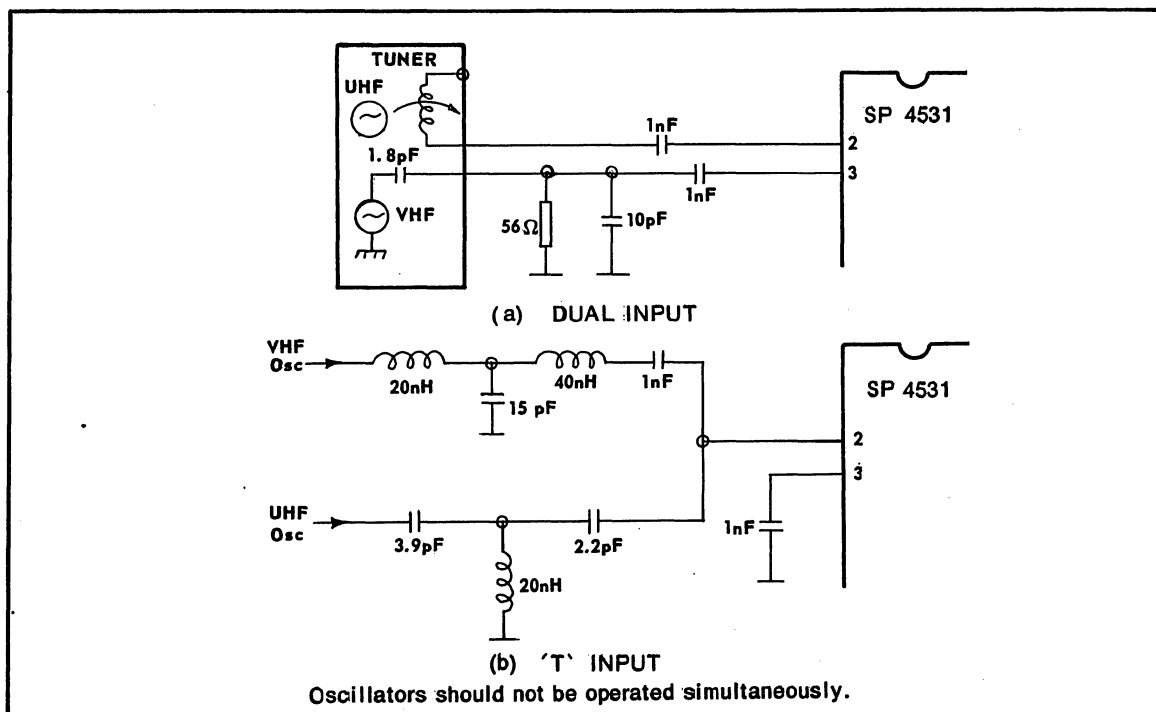 TUNER
UHF
1.8pF
VHF
1nF
SP 4531
2
3
1nF
56Ω
10pF
(a) DUAL INPUT
VHF
Osc
20nH
40nH
1nF
15 pF
SP 4531
2
3
UHF
Osc
3.9pF
2.2pF
1nF
20nH
(b) 'T' INPUT
Oscillators should not be operated simultaneously.